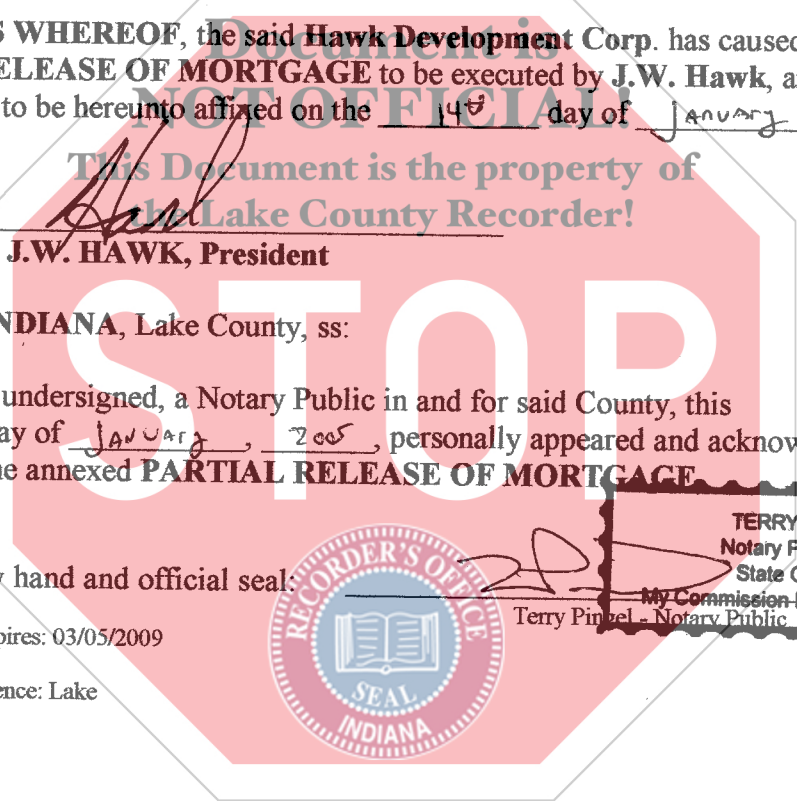 S WHEREOF, the said Hawk Development Corp. has caused
ELEASE OF MORTGAGE to be executed by J.W. Hawk, a
to be hereunto affixed on the 14th day of January
Document is
NOT OFFICIAL!
This Document is the property of
the Lake County Recorder!
J.W. HAWK, President
STOP
NDIANA, Lake County, ss:
undersigned, a Notary Public in and for said County, this
ay of January, 2005, personally appeared and acknow
he annexed PARTIAL RELEASE OF MORTGAGE
TERRY
Notary P
State O
My Commission
y hand and official seal:
Terry Pingel - Notary Public
pires: 03/05/2009
ence: Lake
RECORDER'S OFFICE
SEAL
INDIANA